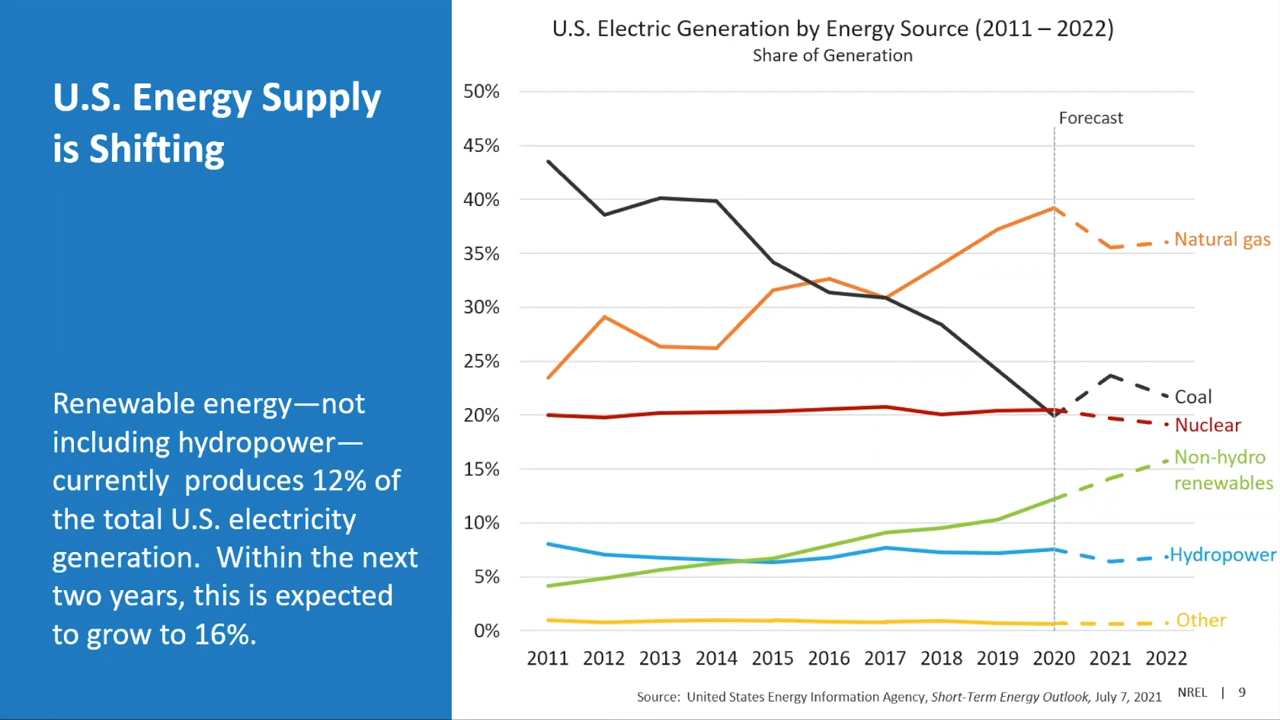 U.S. Energy Supply
is Shifting
Renewable energy—not
including hydropower—
currently  produces 12% of
the total U.S. electricity
generation.  Within the next
two years, this is expected
to grow to 16%.
U.S. Electric Generation by Energy Source (2011 – 2022)
Share of Generation
50%
45%
40%
35%
30%
25%
20%
15%
10%
5%
0%
Forecast
Natural gas
Coal
Nuclear
Non-hydro
renewables
Hydropower
Other
2011 2012 2013 2014 2015 2016 2017 2018 2019 2020 2021 2022
Source:  United States Energy Information Agency, Short-Term Energy Outlook, July 7, 2021
NREL | 9